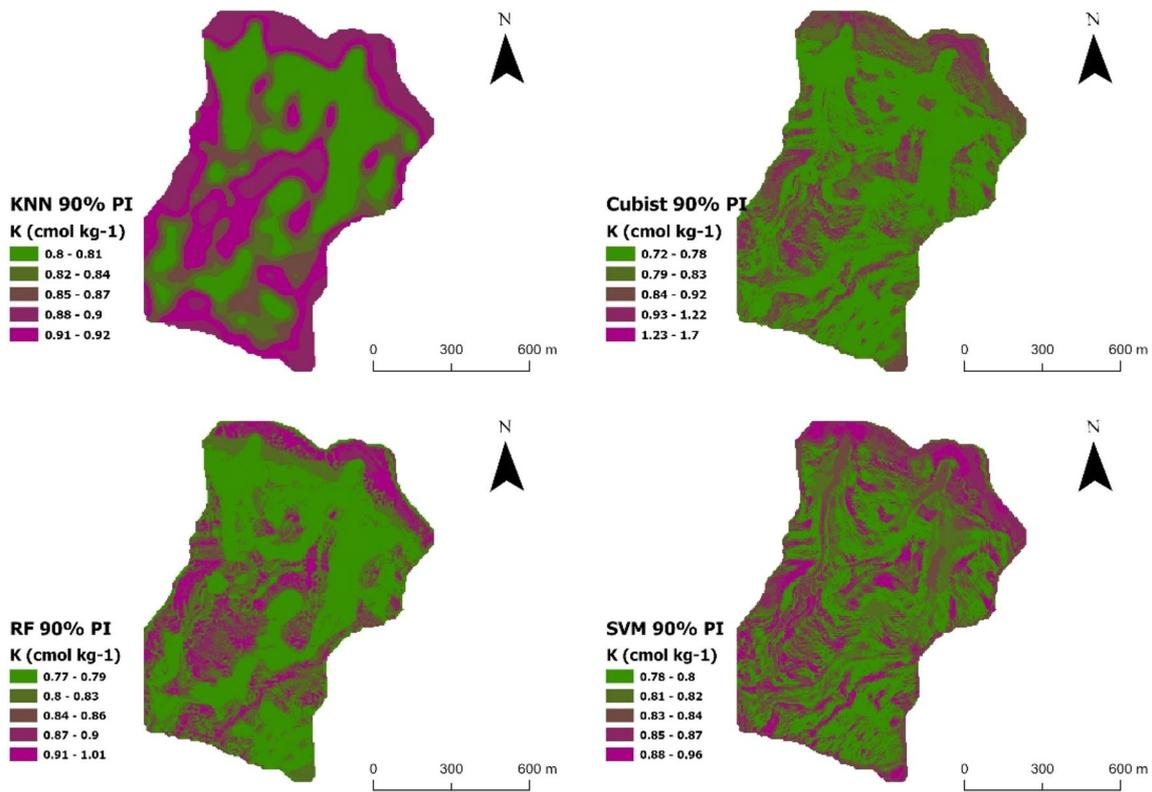 N
KNN 90% PI
K (cmol kg-1)
0.8 - 0.81
0.82 - 0.84
0.85 - 0.87
0.88 - 0.9
0.91 - 0.92
0 300 600 m
N
Cubist 90% PI
K (cmol kg-1)
0.72 - 0.78
0.79 - 0.83
0.84 - 0.92
0.93 - 1.22
1.23 - 1.7
0 300 600 m
N
RF 90% PI
K (cmol kg-1)
0.77 - 0.79
0.8 - 0.83
0.84 - 0.86
0.87 - 0.9
0.91 - 1.01
0 300 600 m
N
SVM 90% PI
K (cmol kg-1)
0.78 - 0.8
0.81 - 0.82
0.83 - 0.84
0.85 - 0.87
0.88 - 0.96
0 300 600 m